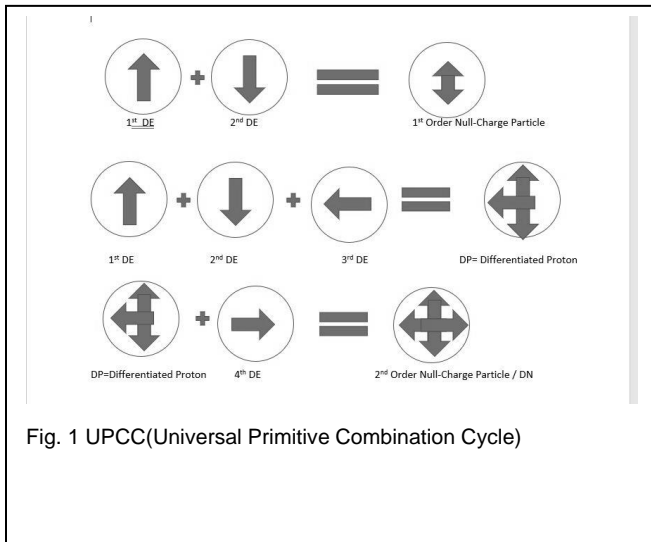 1st DE 2nd DE 1st Order Null-Charge Particle
1st DE 2nd DE 3rd DE DP= Differentiated Proton
DP=Differentiated Proton 4th DE 2nd Order Null-Charge Particle / DN
Fig. 1 UPCC(Universal Primitive Combination Cycle)